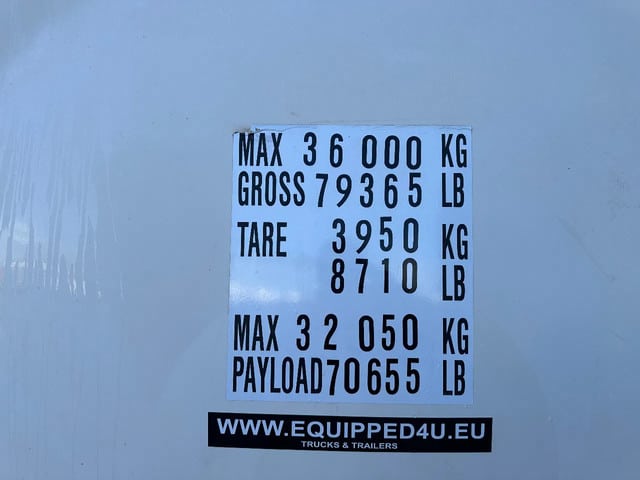 MAX 36 000 KG
GROSS 79365 LB
TARE 3950 KG
8710 LB
MAX 32 050 KG
PAYLOAD 70655 LB
WWW.EQUIPPED4U.EU
TRUCKS & TRAILERS